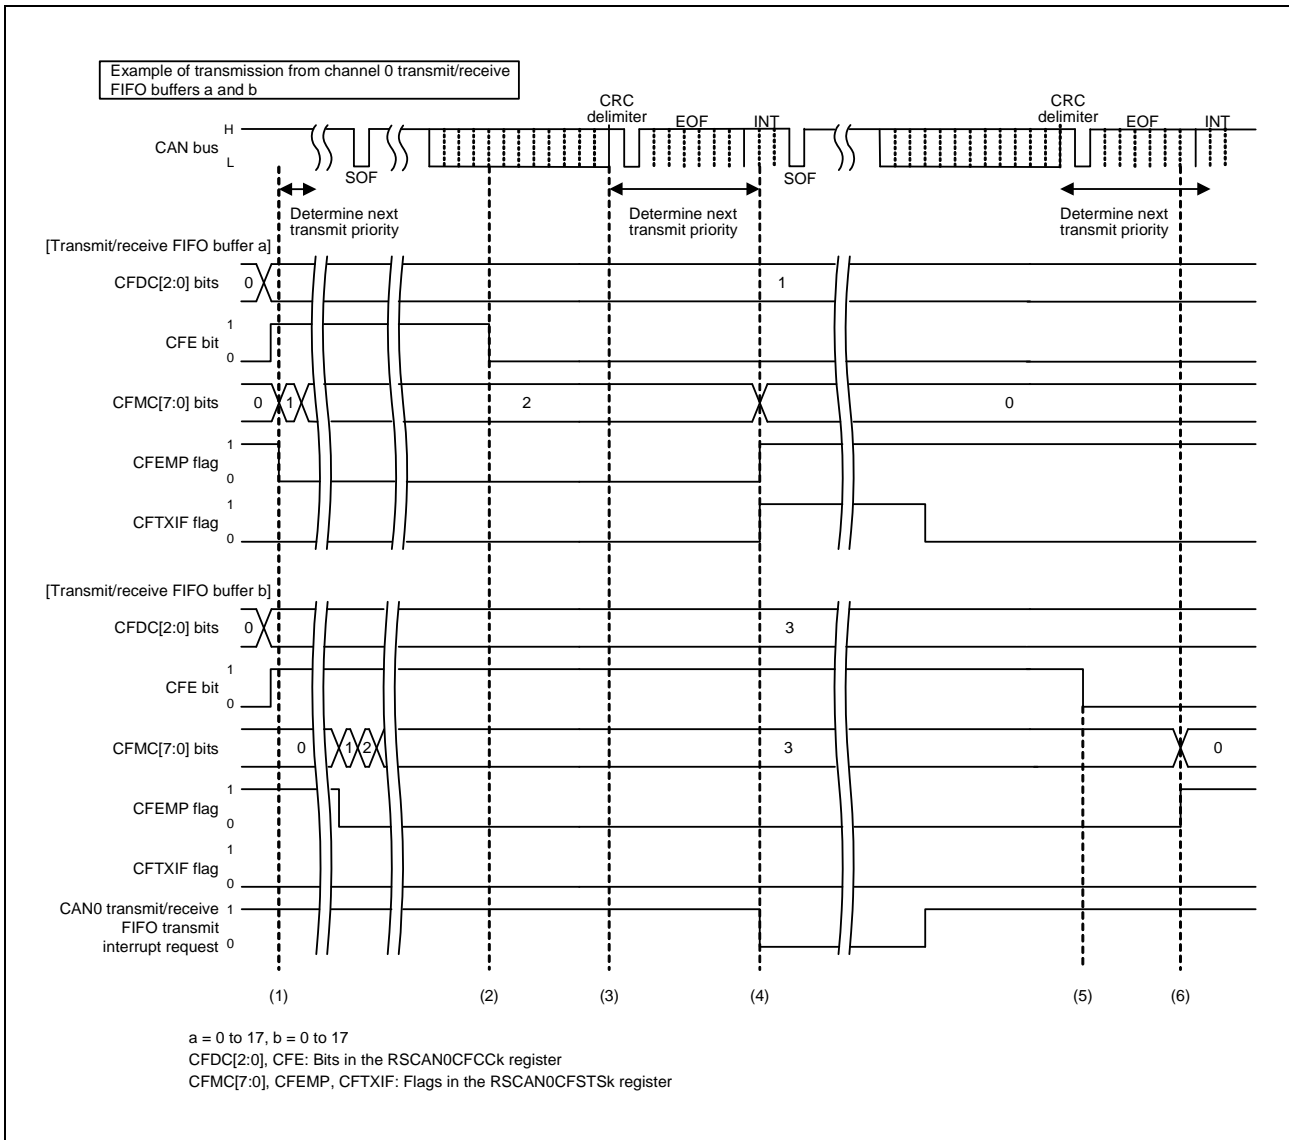 Example of transmission from channel 0 transmit/receive
FIFO buffers a and b
CRC
delimiter
EOF
INT
CRC
delimiter
EOF
INT
H
CAN bus
L
SOF
SOF
Determine next
transmit priority
Determine next
transmit priority
Determine next
transmit priority
[Transmit/receive FIFO buffer a]
CFDC[2:0] bits
0
1
CFE bit
1
0
CFMC[7:0] bits
0
1
2
0
CFEMP flag
1
0
CFTXIF flag
1
0
[Transmit/receive FIFO buffer b]
CFDC[2:0] bits
0
3
CFE bit
1
0
CFMC[7:0] bits
0
1
2
3
0
CFEMP flag
1
0
CFTXIF flag
1
0
CAN0 transmit/receive
FIFO transmit
interrupt request
1
0
(1)
(2)
(3)
(4)
(5)
(6)
a = 0 to 17, b = 0 to 17
CFDC[2:0], CFE: Bits in the RSCAN0CFCCk register
CFMC[7:0], CFEMP, CFTXIF: Flags in the RSCAN0CFSTSk register